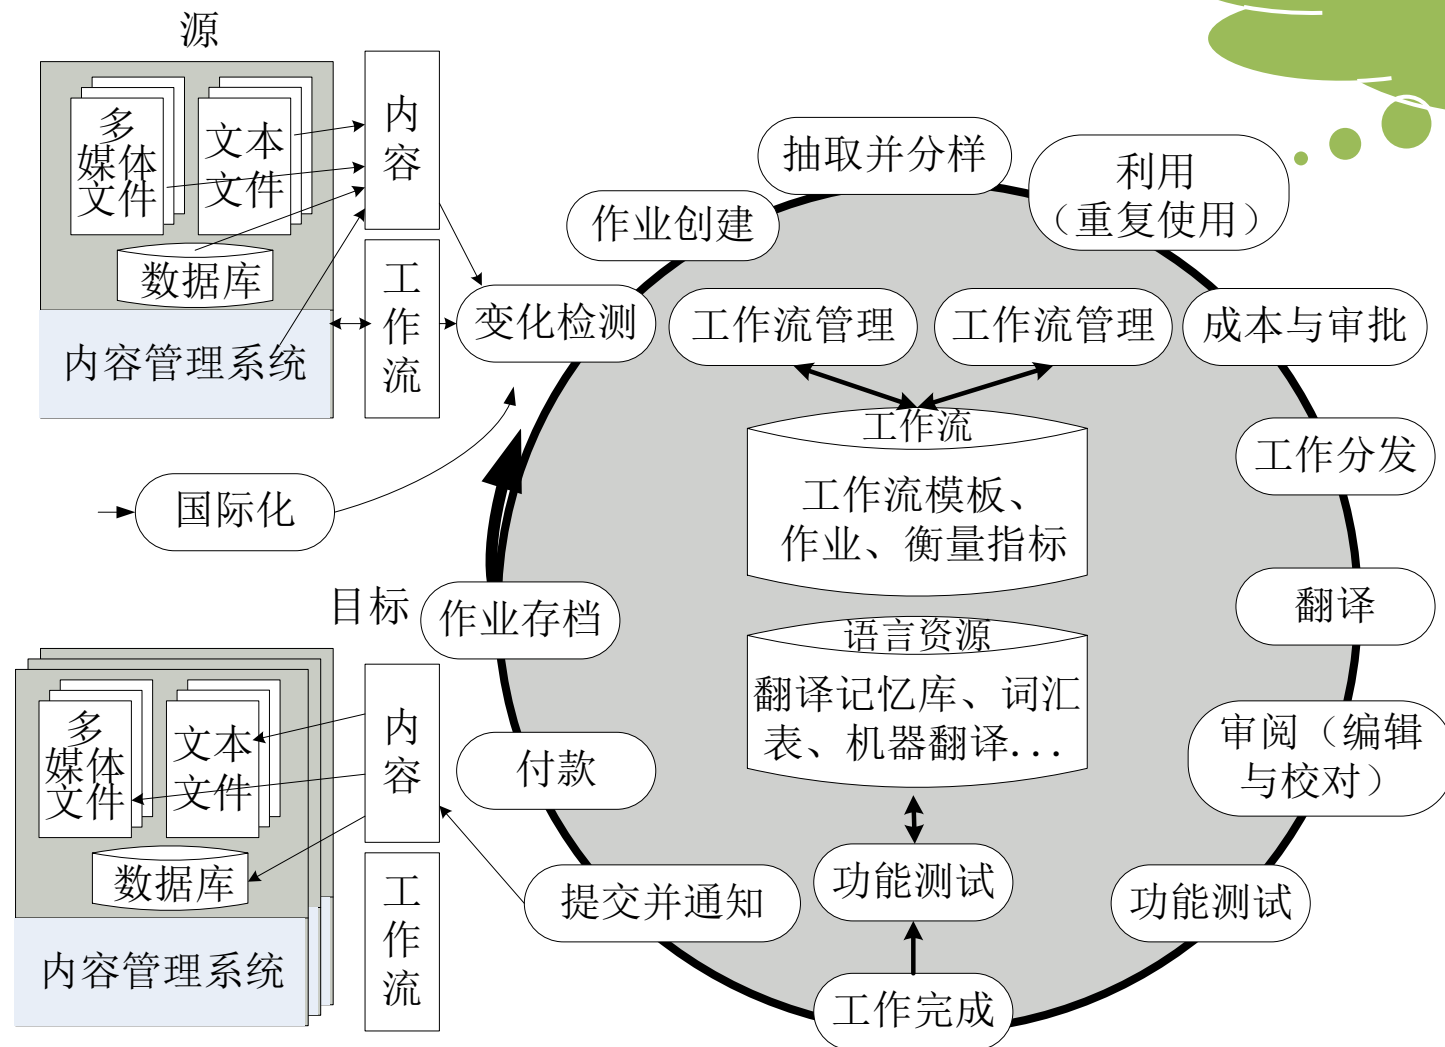 源
多
媒体
文件
文本
文件
数据库
内容管理系统
内
容
工
作
流
国际化
变化检测
作业创建
抽取并分样
利用
（重复使用）
成本与审批
工作分发
翻译
审阅（编辑
与校对）
功能测试
工作完成
提交并通知
付款
作业存档
工作流管理
工作流管理
工作流
工作流模板、
作业、衡量指标
语言资源
翻译记忆库、词汇
表、机器翻译...
功能测试
目标
多
媒体
文件
文本
文件
数据库
内容管理系统
内
容
工
作
流